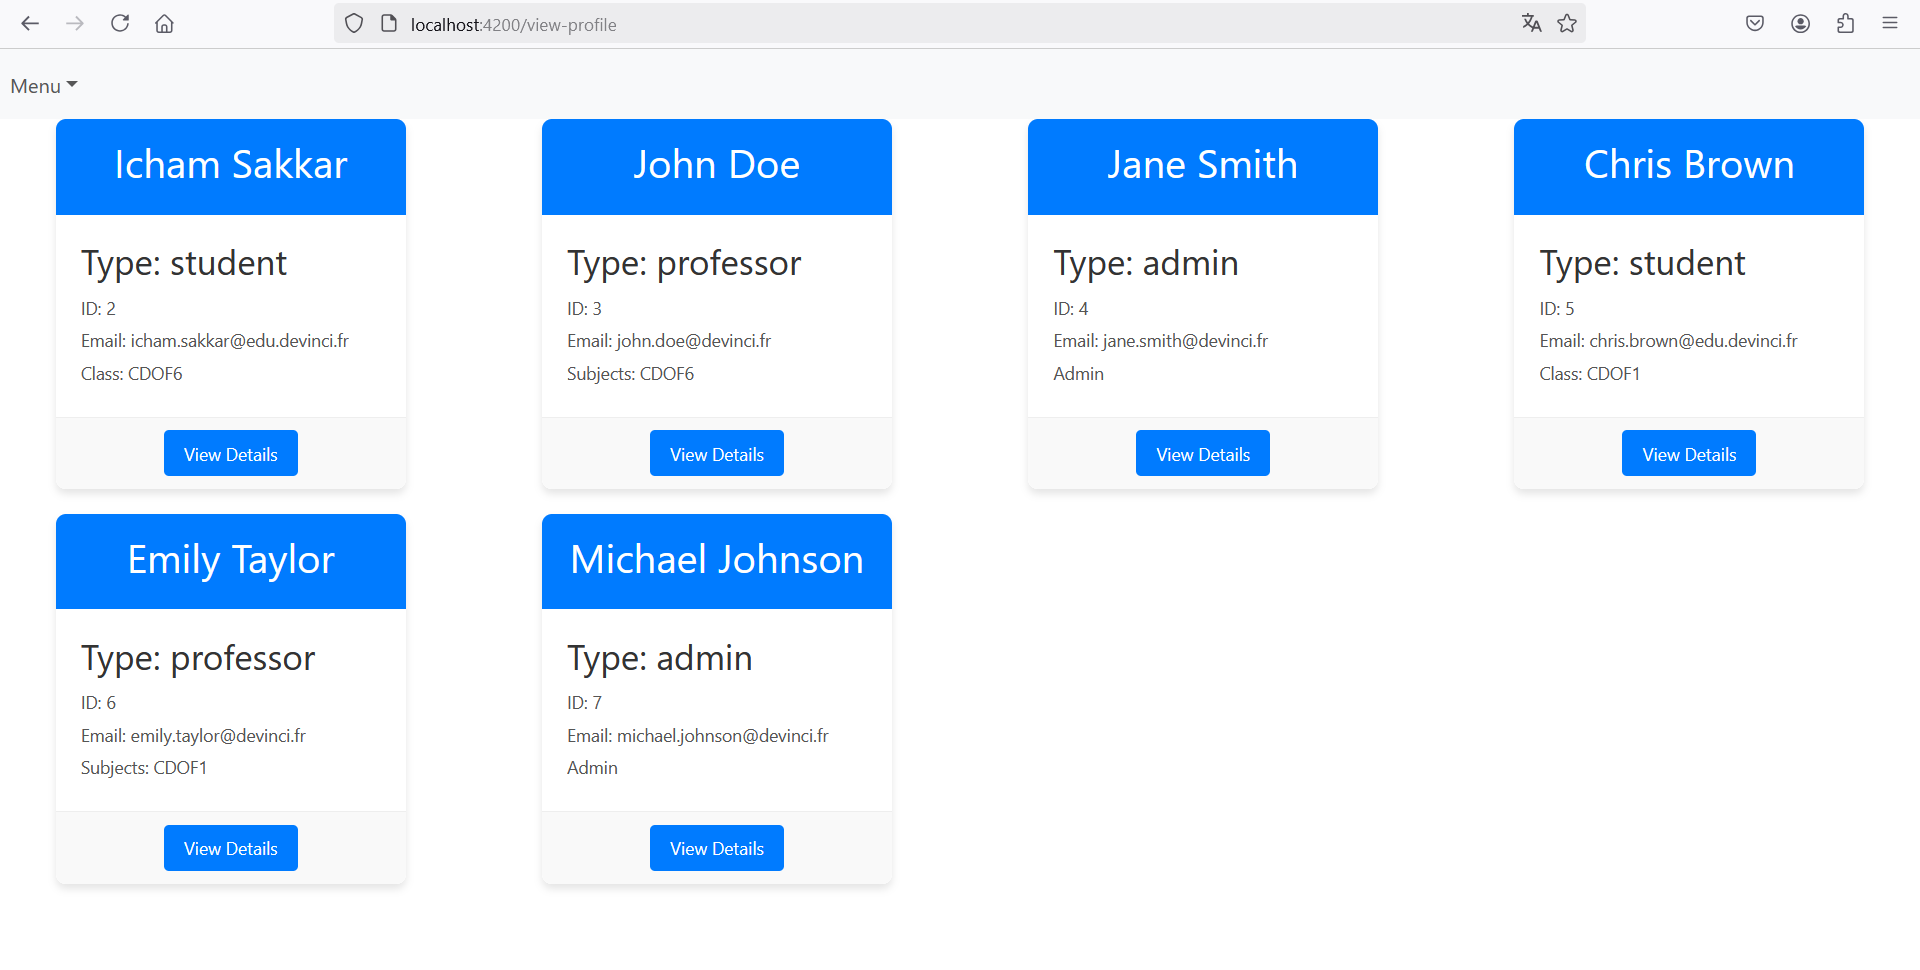 localhost:4200/view-profile
Menu
Icham Sakkar
Type: student
ID: 2
Email: icham.sakkar@edu.devinci.fr
Class: CDOF6
View Details
John Doe
Type: professor
ID: 3
Email: john.doe@devinci.fr
Subjects: CDOF6
View Details
Jane Smith
Type: admin
ID: 4
Email: jane.smith@devinci.fr
Admin
View Details
Chris Brown
Type: student
ID: 5
Email: chris.brown@edu.devinci.fr
Class: CDOF1
View Details
Emily Taylor
Type: professor
ID: 6
Email: emily.taylor@devinci.fr
Subjects: CDOF1
View Details
Michael Johnson
Type: admin
ID: 7
Email: michael.johnson@devinci.fr
Admin
View Details